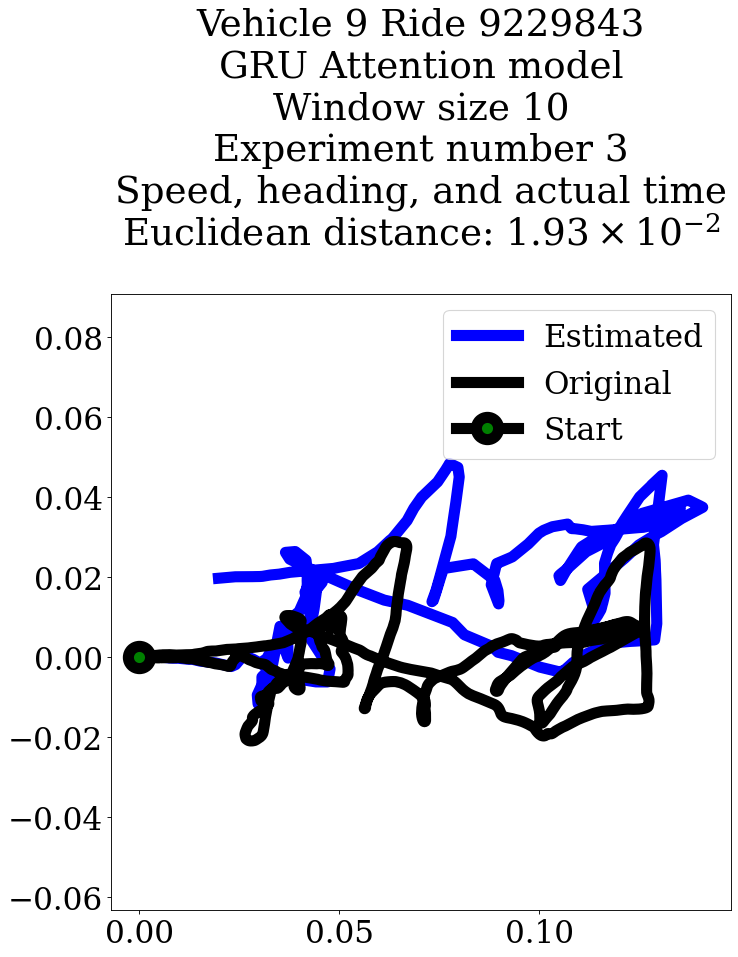 Vehicle 9 Ride 9229843
GRU Attention model
Window size 10
Experiment number 3
Speed, heading, and actual time
Euclidean distance: 1.93 × 10⁻²
Estimated
Original
Start
0.08
0.06
0.04
0.02
0.00
−0.02
−0.04
−0.06
0.00 0.05 0.10